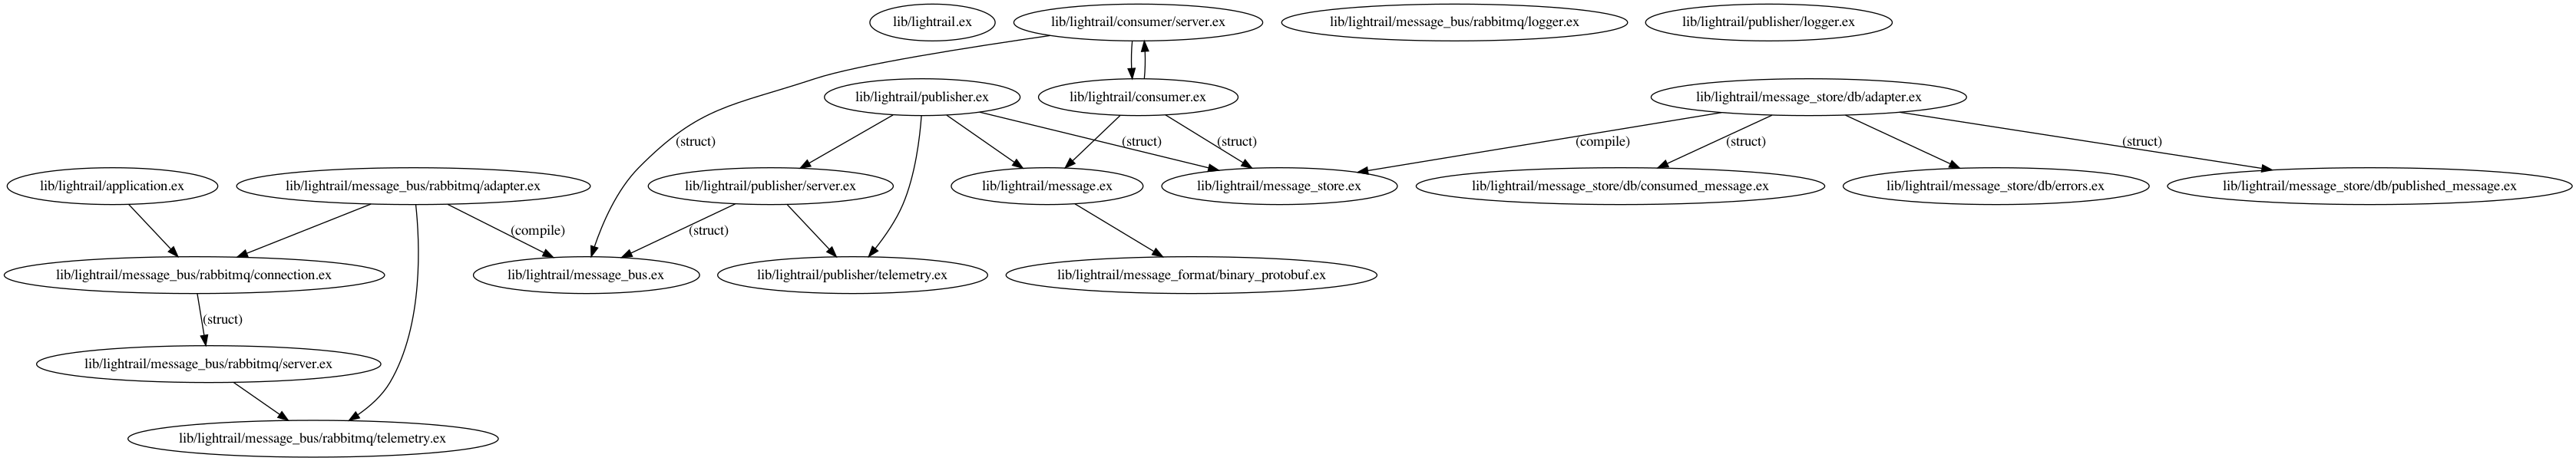 lib/lightrail.ex
lib/lightrail/consumer/server.ex
lib/lightrail/message_bus/rabbitmq/logger.ex
lib/lightrail/publisher/logger.ex
lib/lightrail/publisher.ex
lib/lightrail/consumer.ex
lib/lightrail/message_store/db/adapter.ex
(struct)
(struct)
(struct)
(compile)
(struct)
(struct)
lib/lightrail/application.ex
lib/lightrail/message_bus/rabbitmq/adapter.ex
lib/lightrail/publisher/server.ex
lib/lightrail/message.ex
lib/lightrail/message_store.ex
lib/lightrail/message_store/db/consumed_message.ex
lib/lightrail/message_store/db/errors.ex
lib/lightrail/message_store/db/published_message.ex
(compile)
(struct)
lib/lightrail/message_bus/rabbitmq/connection.ex
lib/lightrail/message_bus.ex
lib/lightrail/publisher/telemetry.ex
lib/lightrail/message_format/binary_protobuf.ex
(struct)
lib/lightrail/message_bus/rabbitmq/server.ex
lib/lightrail/message_bus/rabbitmq/telemetry.ex